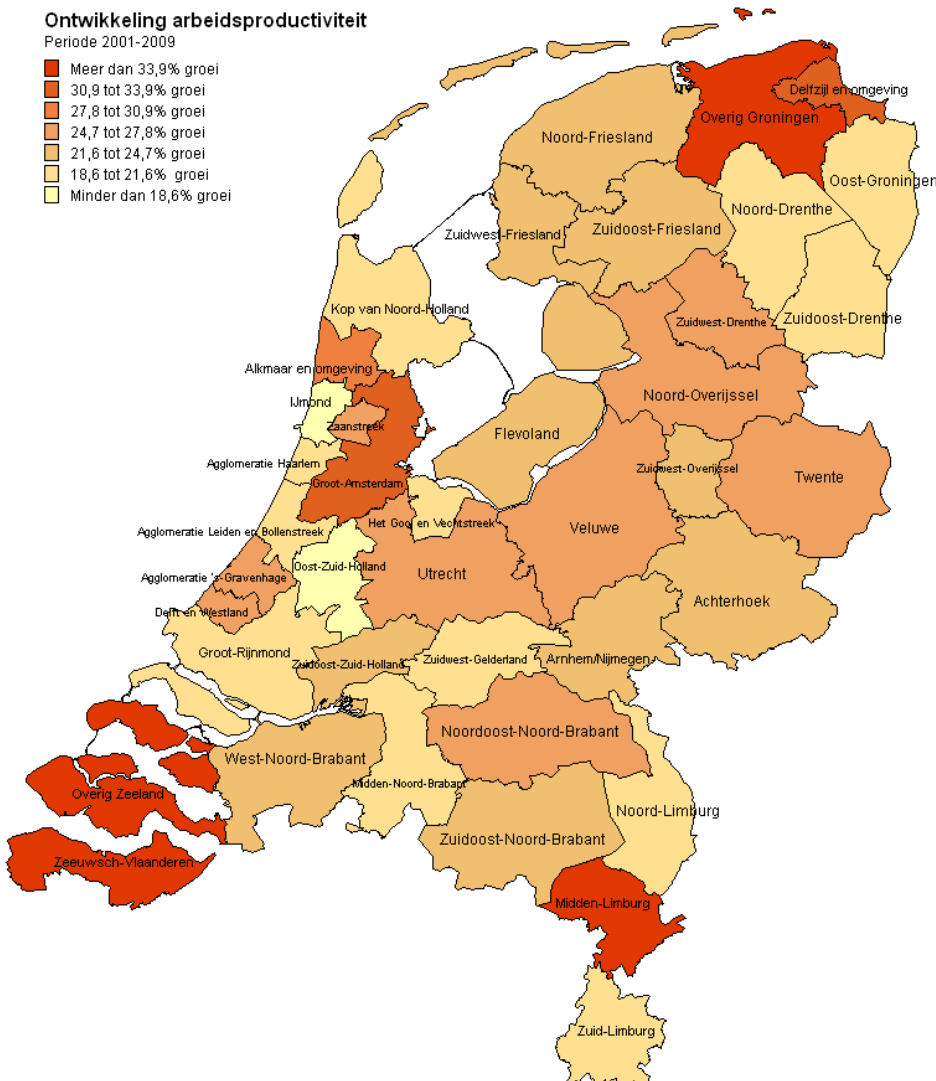 Ontwikkeling arbeidsproductiviteit
Periode 2001-2009
Meer dan 33,9% groei
30,9 tot 33,9% groei
27,8 tot 30,9% groei
24,7 tot 27,8% groei
21,6 tot 24,7% groei
18,6 tot 21,6% groei
Minder dan 18,6% groei
Delfzijl en omgeving
Overig Groningen
Noord-Friesland
Oost-Groningen
Noord-Drenthe
Zuidwest-Friesland
Zuidoost-Friesland
Kop van Noord-Holland
Zuidwest-Drenthe
Zuidoost-Drenthe
Alkmaar en omgeving
Noord-Overijssel
IJmond
Zaanstreek
Flevoland
Agglomeratie Haarlem
Zuidwest-Overijssel
Twente
Groot-Amsterdam
Het Gooi en Vechtstreek
Veluwe
Agglomeratie Leiden en Bollenstreek
Oost-Zuid-Holland
Utrecht
Agglomeratie 's-Gravenhage
Achterhoek
Delft en Westland
Groot-Rijnmond
Zuidoost-Zuid-Holland
Zuidwest-Gelderland
Arnhem/Nijmegen
Noordoost-Noord-Brabant
West-Noord-Brabant
Midden-Noord-Brabant
Overig Zeeland
Noord-Limburg
Zuidoost-Noord-Brabant
Zeeuwsch-Vlaanderen
Midden-Limburg
Zuid-Limburg